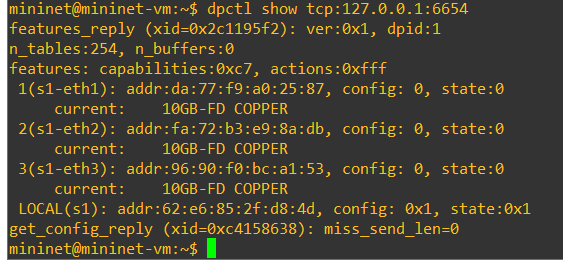 mininet@mininet-vm:~$ dpctl show tcp:127.0.0.1:6654
features_reply (xid=0x2c1195f2): ver:0x1, dpid:1
n_tables:254, n_buffers:0
features: capabilities:0xc7, actions:0xfff
1(s1-eth1): addr:da:77:f9:a0:25:87, config: 0, state:0
current: 10GB-FD COPPER
2(s1-eth2): addr:fa:72:b3:e9:8a:db, config: 0, state:0
current: 10GB-FD COPPER
3(s1-eth3): addr:96:90:f0:bc:a1:53, config: 0, state:0
current: 10GB-FD COPPER
LOCAL(s1): addr:62:e6:85:2f:d8:4d, config: 0x1, state:0x1
get_config_reply (xid=0xc4158638): miss_send_len=0
mininet@mininet-vm:~$